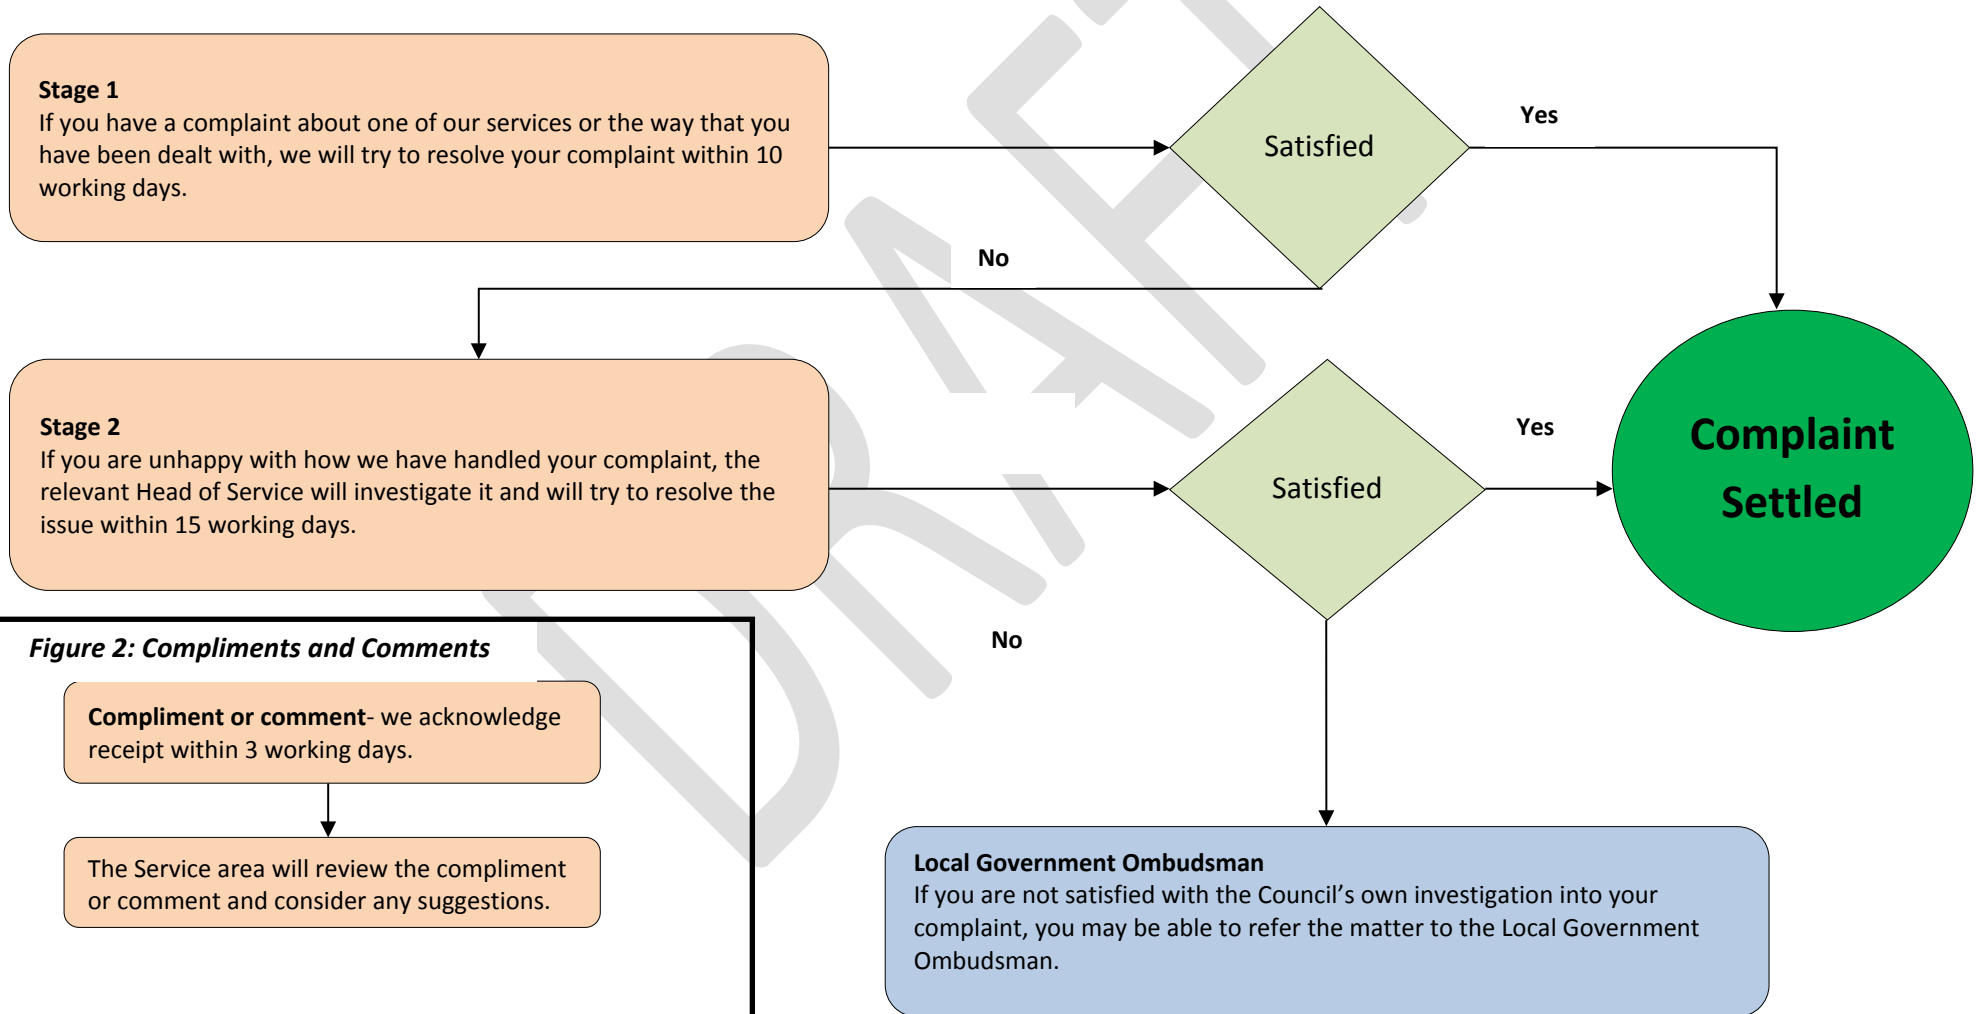 Stage 1
If you have a complaint about one of our services or the way that you
have been dealt with, we will try to resolve your complaint within 10
working days.
Satisfied
Yes
No
Stage 2
If you are unhappy with how we have handled your complaint, the
relevant Head of Service will investigate it and will try to resolve the
issue within 15 working days.
Satisfied
Yes
Complaint
Settled
No
Figure 2: Compliments and Comments
Compliment or comment- we acknowledge
receipt within 3 working days.
The Service area will review the compliment
or comment and consider any suggestions.
Local Government Ombudsman
If you are not satisfied with the Council’s own investigation into your
complaint, you may be able to refer the matter to the Local Government
Ombudsman.
DRAFT